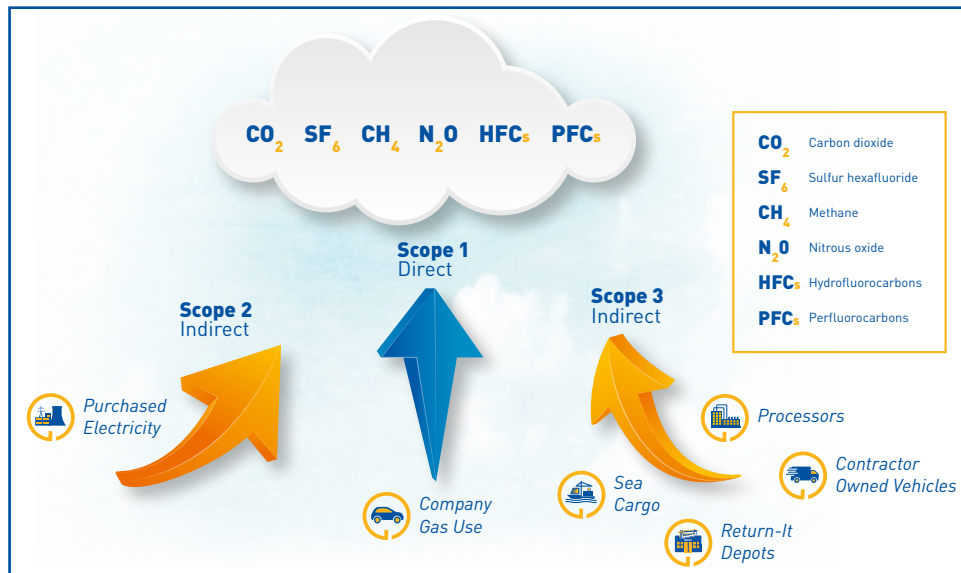 CO2 SF6 CH4 N2O HFCs PFCs
CO2 Carbon dioxide
SF6 Sulfur hexafluoride
CH4 Methane
N2O Nitrous oxide
HFCs Hydrofluorocarbons
PFCs Perfluorocarbons
Scope 1
Direct
Scope 2
Indirect
Scope 3
Indirect
Purchased
Electricity
Company
Gas Use
Processors
Sea
Cargo
Contractor
Owned Vehicles
Return-It
Depots